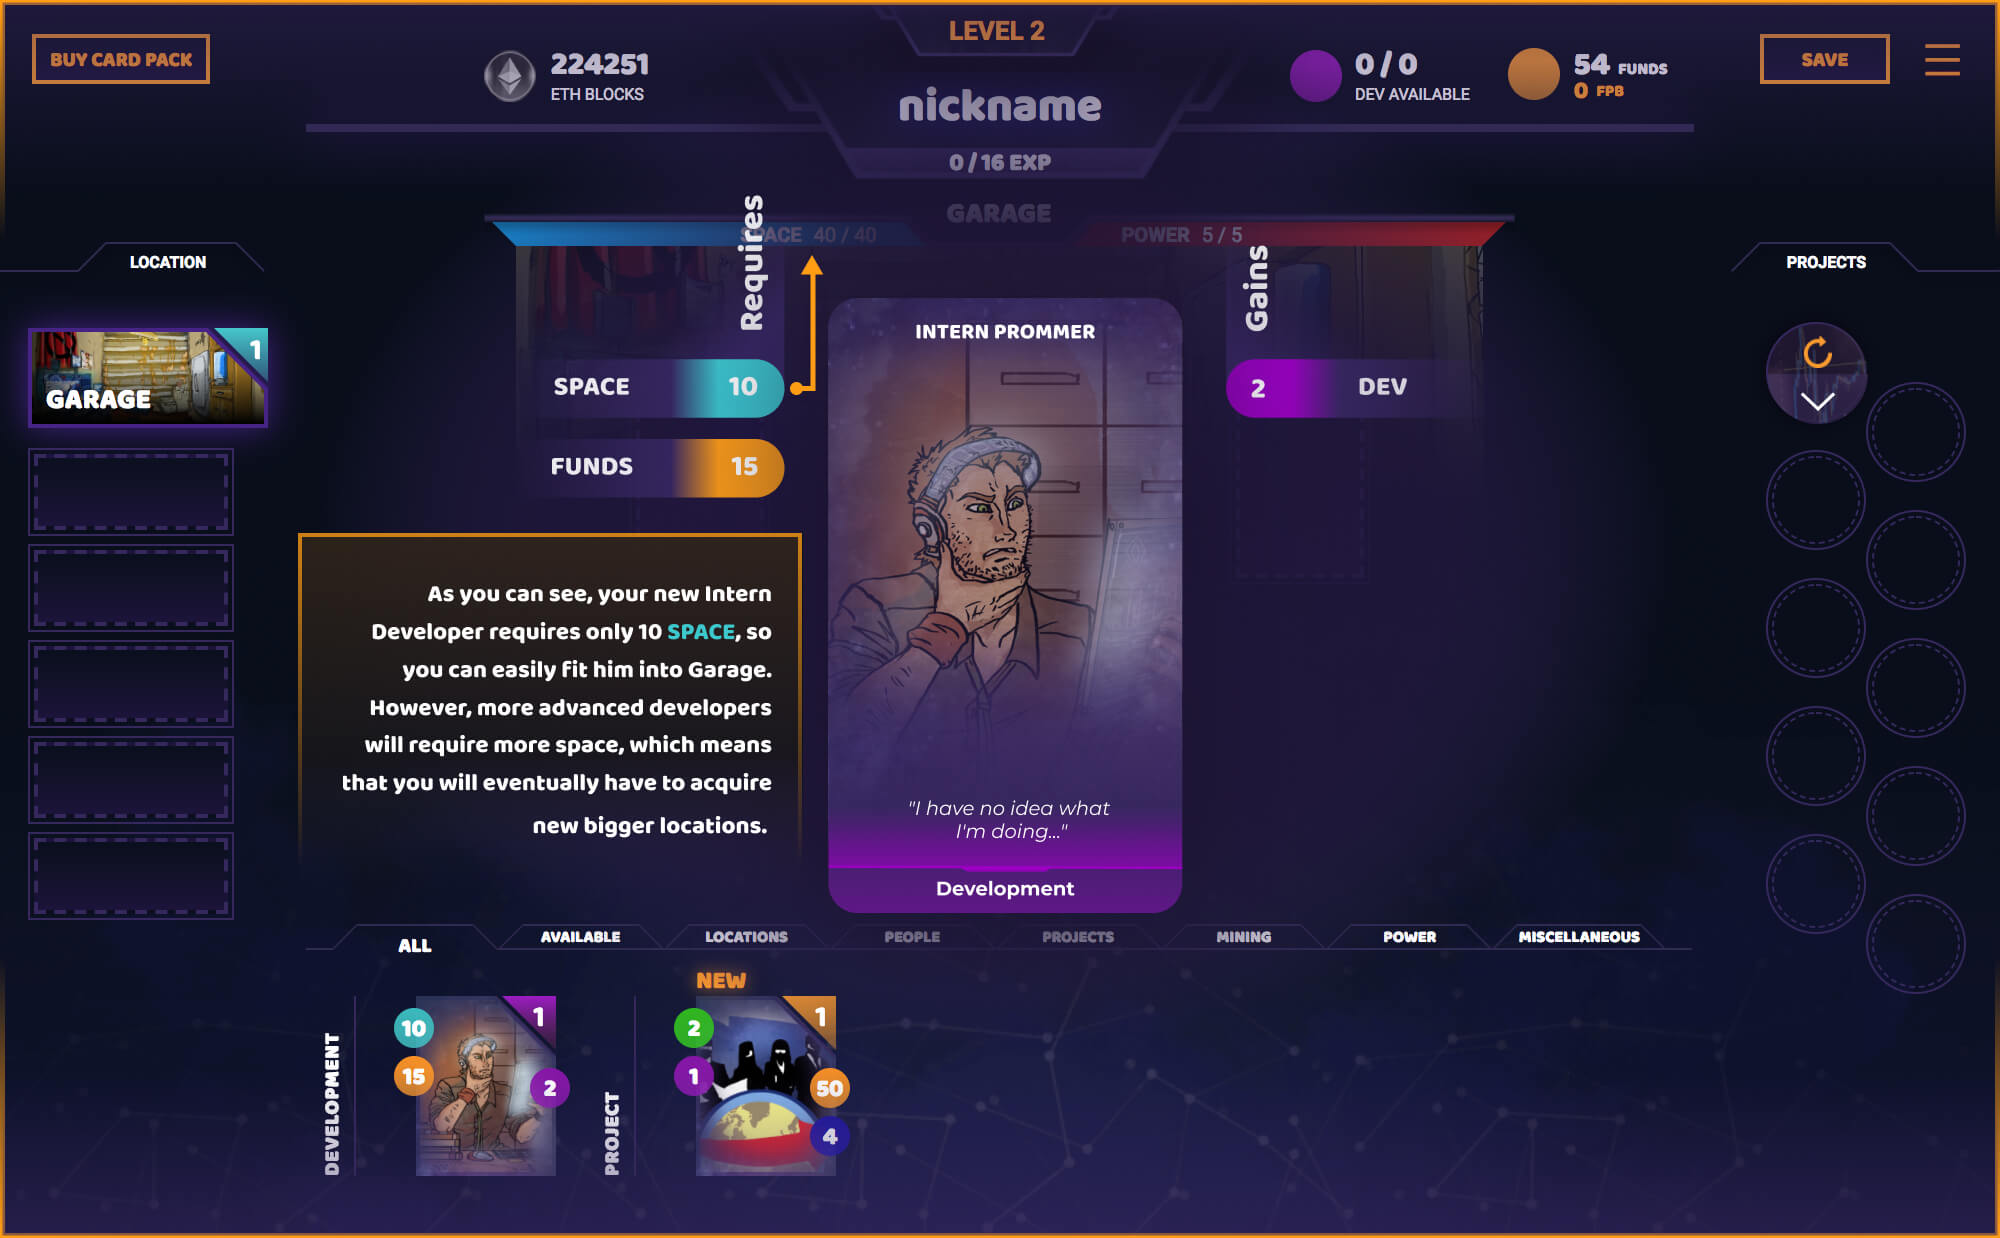 LEVEL 2
BUY CARD PACK
224251
ETH BLOCKS
nickname
0 / 0
DEV AVAILABLE
54 FUNDS
0 FPB
SAVE
0 / 16 EXP
GARAGE
SPACE 40 / 40
POWER 5 / 5
LOCATION
PROJECTS
1
GARAGE
Requires
SPACE 10
FUNDS 15
Gains
2 DEV
INTERN PROMMER
"I have no idea what
I'm doing..."
Development
As you can see, your new Intern
Developer requires only 10 SPACE, so
you can easily fit him into Garage.
However, more advanced developers
will require more space, which means
that you will eventually have to acquire
new bigger locations.
ALL
AVAILABLE
LOCATIONS
PEOPLE
PROJECTS
MINING
POWER
MISCELLANEOUS
DEVELOPMENT
10
1
15
2
PROJECT
NEW
2
1
1
50
4